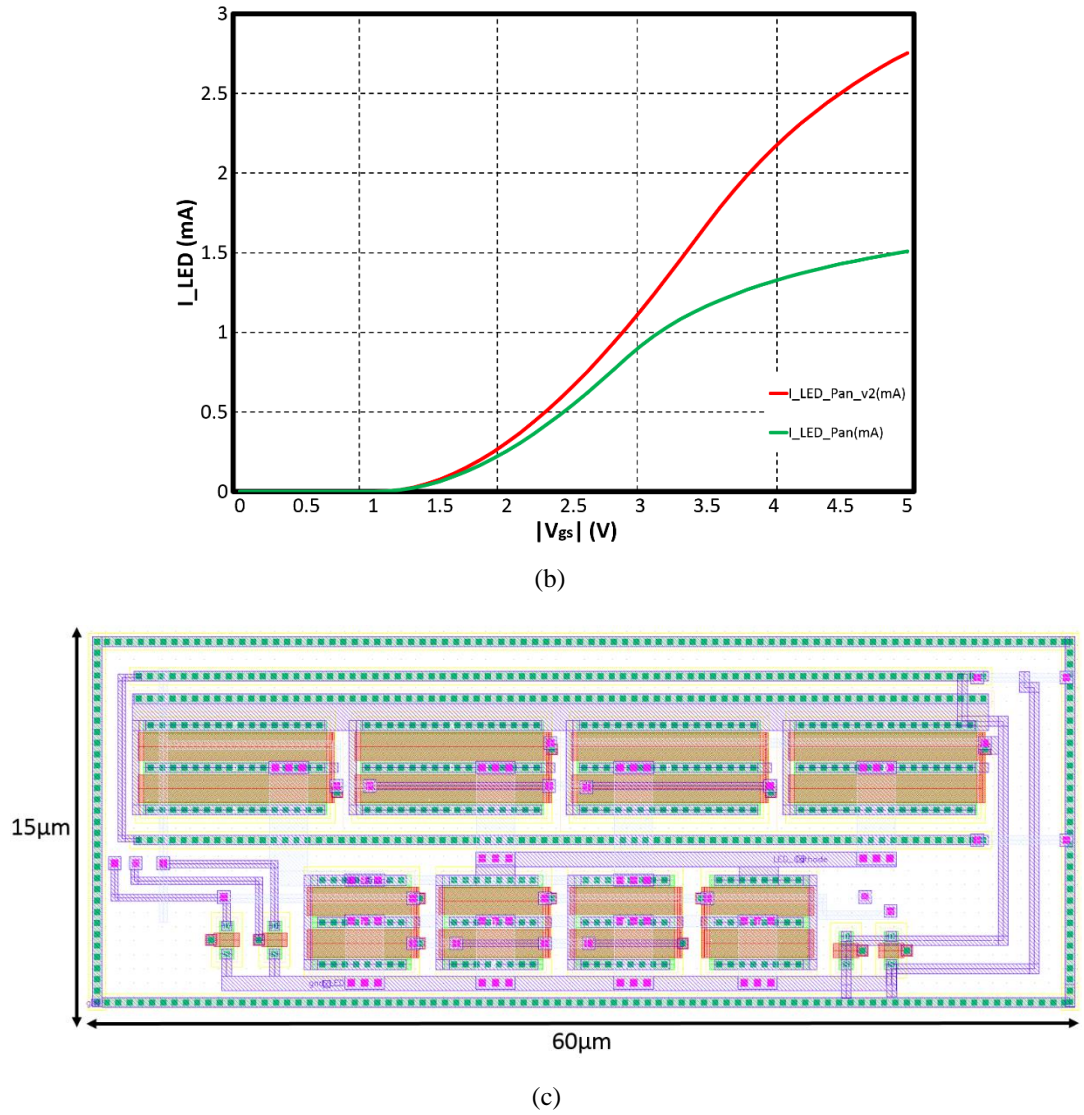 3
2.5
2
1.5
1
0.5
0
I_LED (mA)
I_LED_Pan_v2(mA)
I_LED_Pan(mA)
0 0.5 1 1.5 2 2.5 3 3.5 4 4.5 5
|Vgs| (V)
(b)
15μm
LED_Cathode
gnd_LED
60μm
(c)